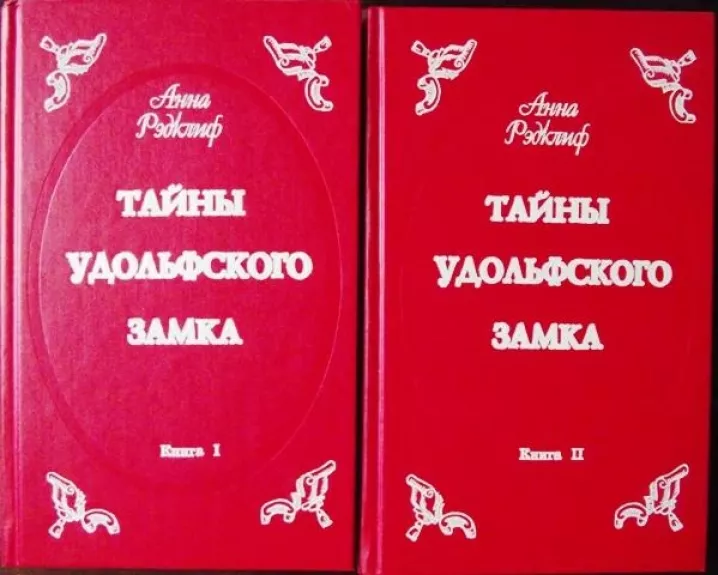 Анна
Рэдклиф
ТАЙНЫ
УДОЛЬФСКОГО
ЗАМКА
Книга I
Анна
Рэдклиф
ТАЙНЫ
УДОЛЬФСКОГО
ЗАМКА
Книга II